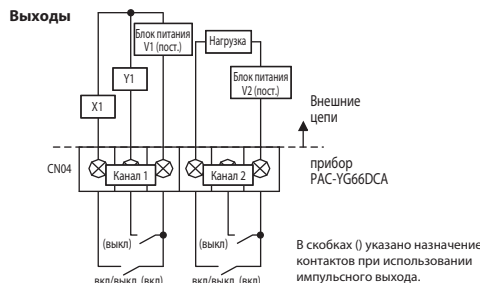 Выходы
Блок питания
V1 (пост.)
Нагрузка
Y1
Блок питания
V2 (пост.)
X1
Внешние
цепи
CN04
Канал 1
Канал 2
прибор
PAC-YG66DCA
(выкл)
(выкл)
В скобках () указано назначение
контактов при использовании
импульсного выхода.
вкл/выкл (вкл)
вкл/выкл (вкл)